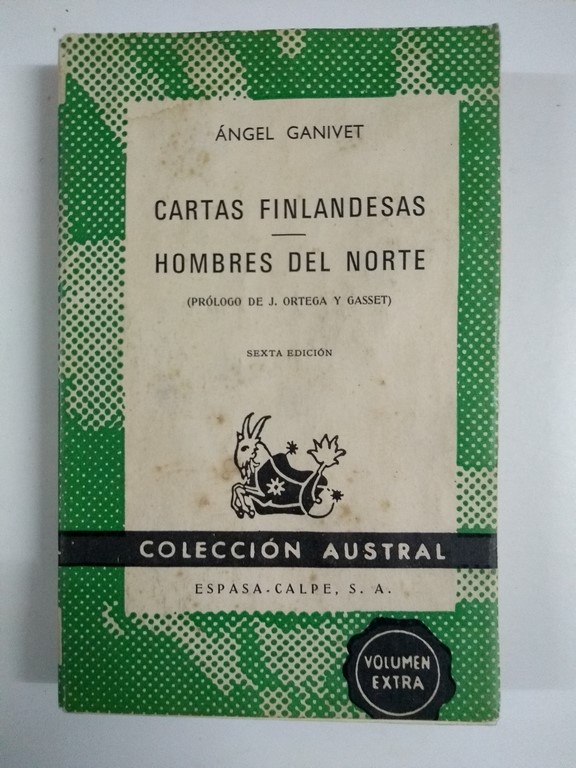 ÁNGEL GANIVET
CARTAS FINLANDESAS
HOMBRES DEL NORTE
(PRÓLOGO DE J. ORTEGA Y GASSET)
SEXTA EDICIÓN
COLECCIÓN AUSTRAL
ESPASA-CALPE, S. A.
VOLUMEN
EXTRA